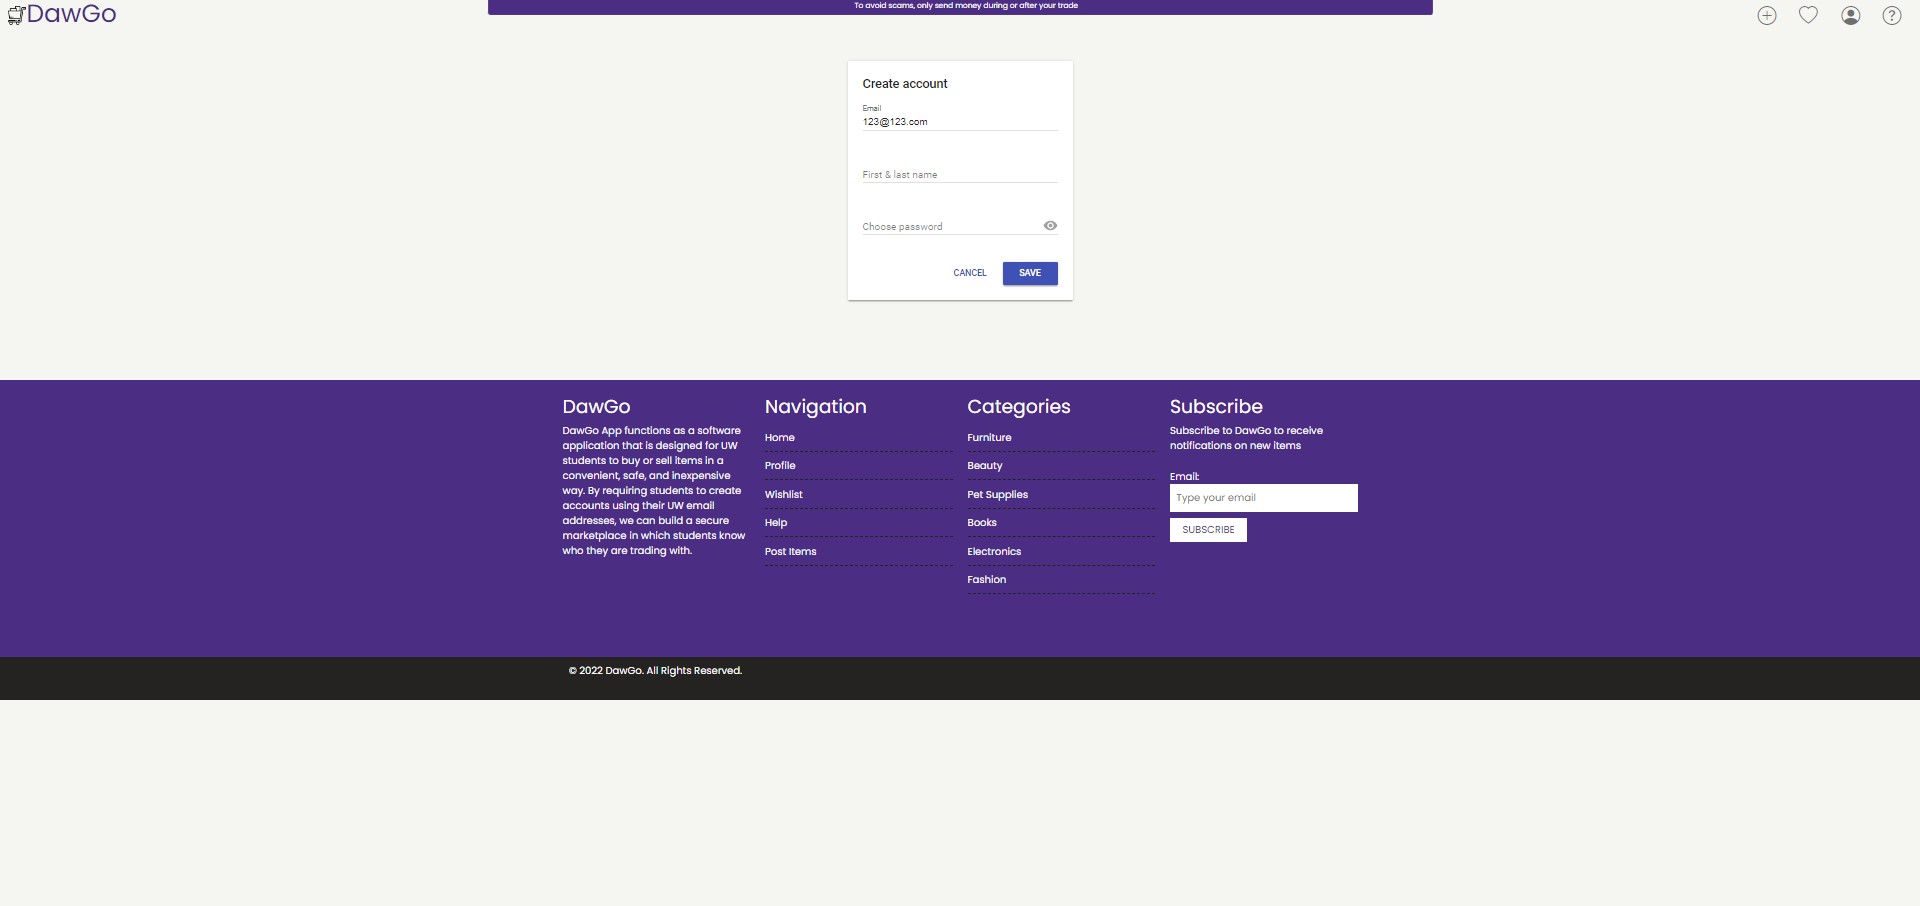 DawGo
To avoid scams, only send money during or after your trade
Create account
Email
123@123.com
First & last name
Choose password
CANCEL
SAVE
DawGo
DawGo App functions as a software
application that is designed for UW
students to buy or sell items in a
convenient, safe, and inexpensive
way. By requiring students to create
accounts using their UW email
addresses, we can build a secure
marketplace in which students know
who they are trading with.
Navigation
Home
Profile
Wishlist
Help
Post Items
Categories
Furniture
Beauty
Pet Supplies
Books
Electronics
Fashion
Subscribe
Subscribe to DawGo to receive
notifications on new items
Email:
Type your email
SUBSCRIBE
© 2022 DawGo. All Rights Reserved.